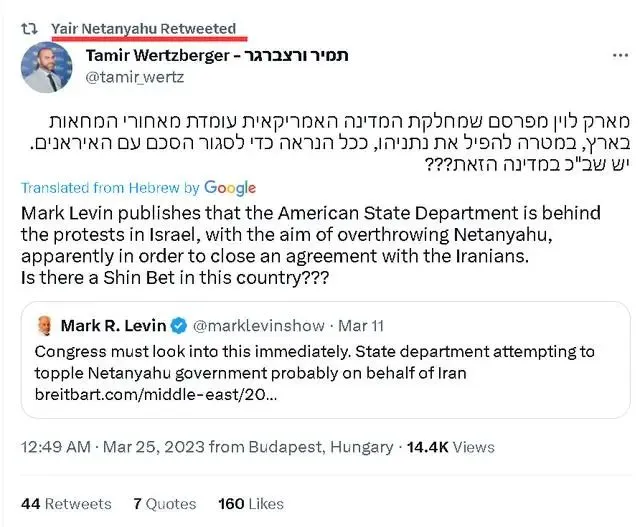 Yair Netanyahu Retweeted
Tamir Wertzberger - תמיר ורצברגר
@tamir_wertz
מארק לוין מפרסם שמחלקת המדינה האמריקאית עומדת מאחורי המחאות
בארץ, במטרה להפיל את נתניהו, ככל הנראה כדי לסגור הסכם עם האיראנים.
יש שב"כ במדינה הזאת???
Translated from Hebrew by Google
Mark Levin publishes that the American State Department is behind
the protests in Israel, with the aim of overthrowing Netanyahu,
apparently in order to close an agreement with the Iranians.
Is there a Shin Bet in this country???
Mark R. Levin @marklevinshow · Mar 11
Congress must look into this immediately. State department attempting to
topple Netanyahu government probably on behalf of Iran
breitbart.com/middle-east/20...
12:49 AM · Mar 25, 2023 from Budapest, Hungary · 14.4K Views
44 Retweets 7 Quotes 160 Likes